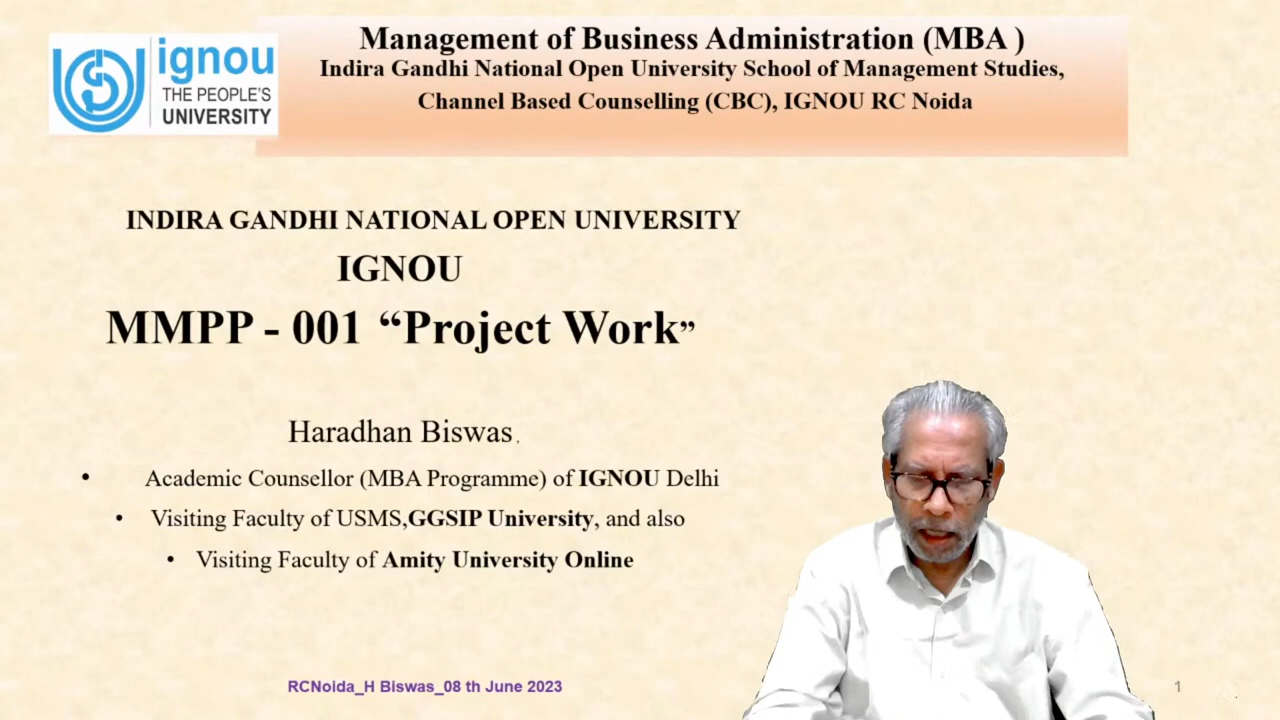 ignou
THE PEOPLE'S
UNIVERSITY
Management of Business Administration (MBA )
Indira Gandhi National Open University School of Management Studies,
Channel Based Counselling (CBC), IGNOU RC Noida
INDIRA GANDHI NATIONAL OPEN UNIVERSITY
IGNOU
MMPP - 001 “Project Work”
Haradhan Biswas.
• Academic Counsellor (MBA Programme) of IGNOU Delhi
• Visiting Faculty of USMS,GGSIP University, and also
• Visiting Faculty of Amity University Online
RCNoida_H Biswas_08 th June 2023
1